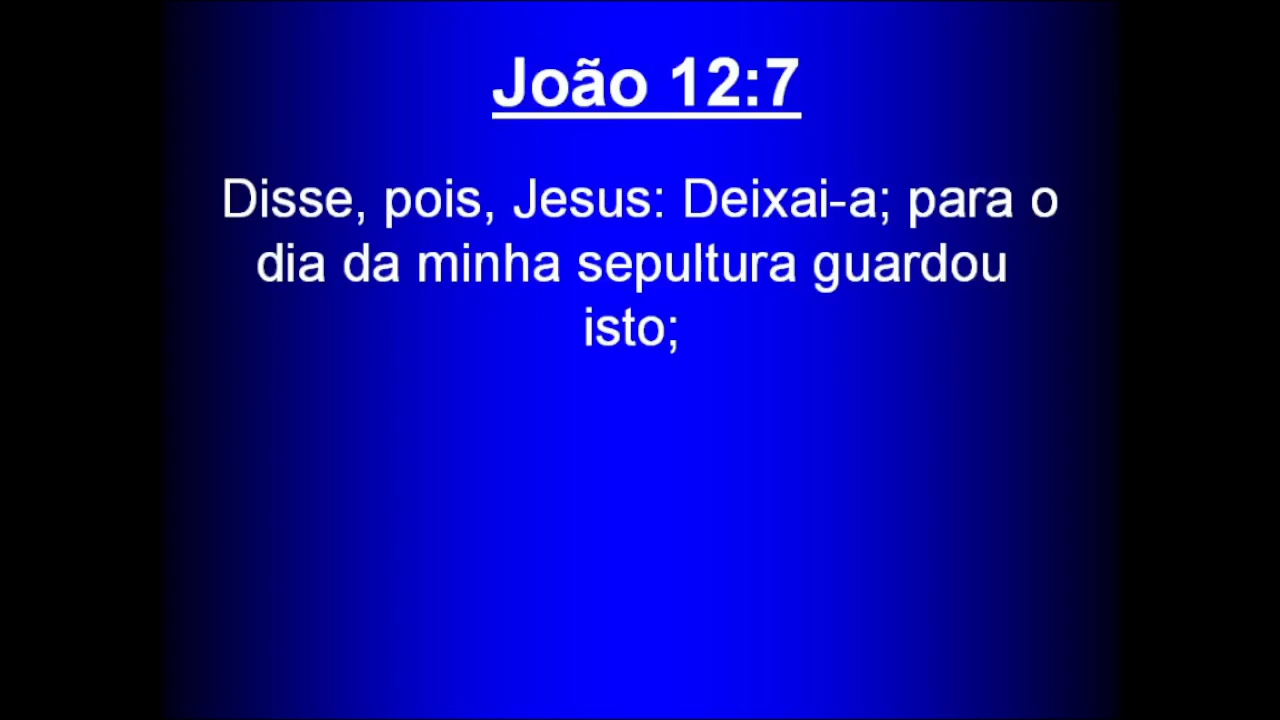 João 12:7
Disse, pois, Jesus: Deixai-a; para o
dia da minha sepultura guardou
isto;